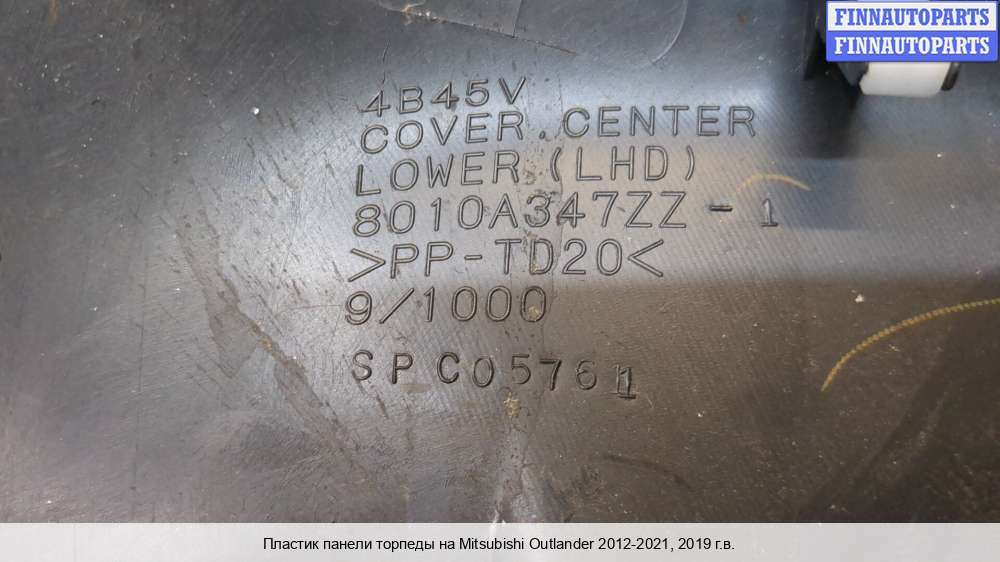 FINNAUTOPARTS
FINNAUTOPARTS
4B45V
COVER, CENTER
LOWER (LHD)
8010A347ZZ-1
>PP-TD20<
9/1000
SPC05761
Пластик панели торпеды на Mitsubishi Outlander 2012-2021, 2019 г.в.